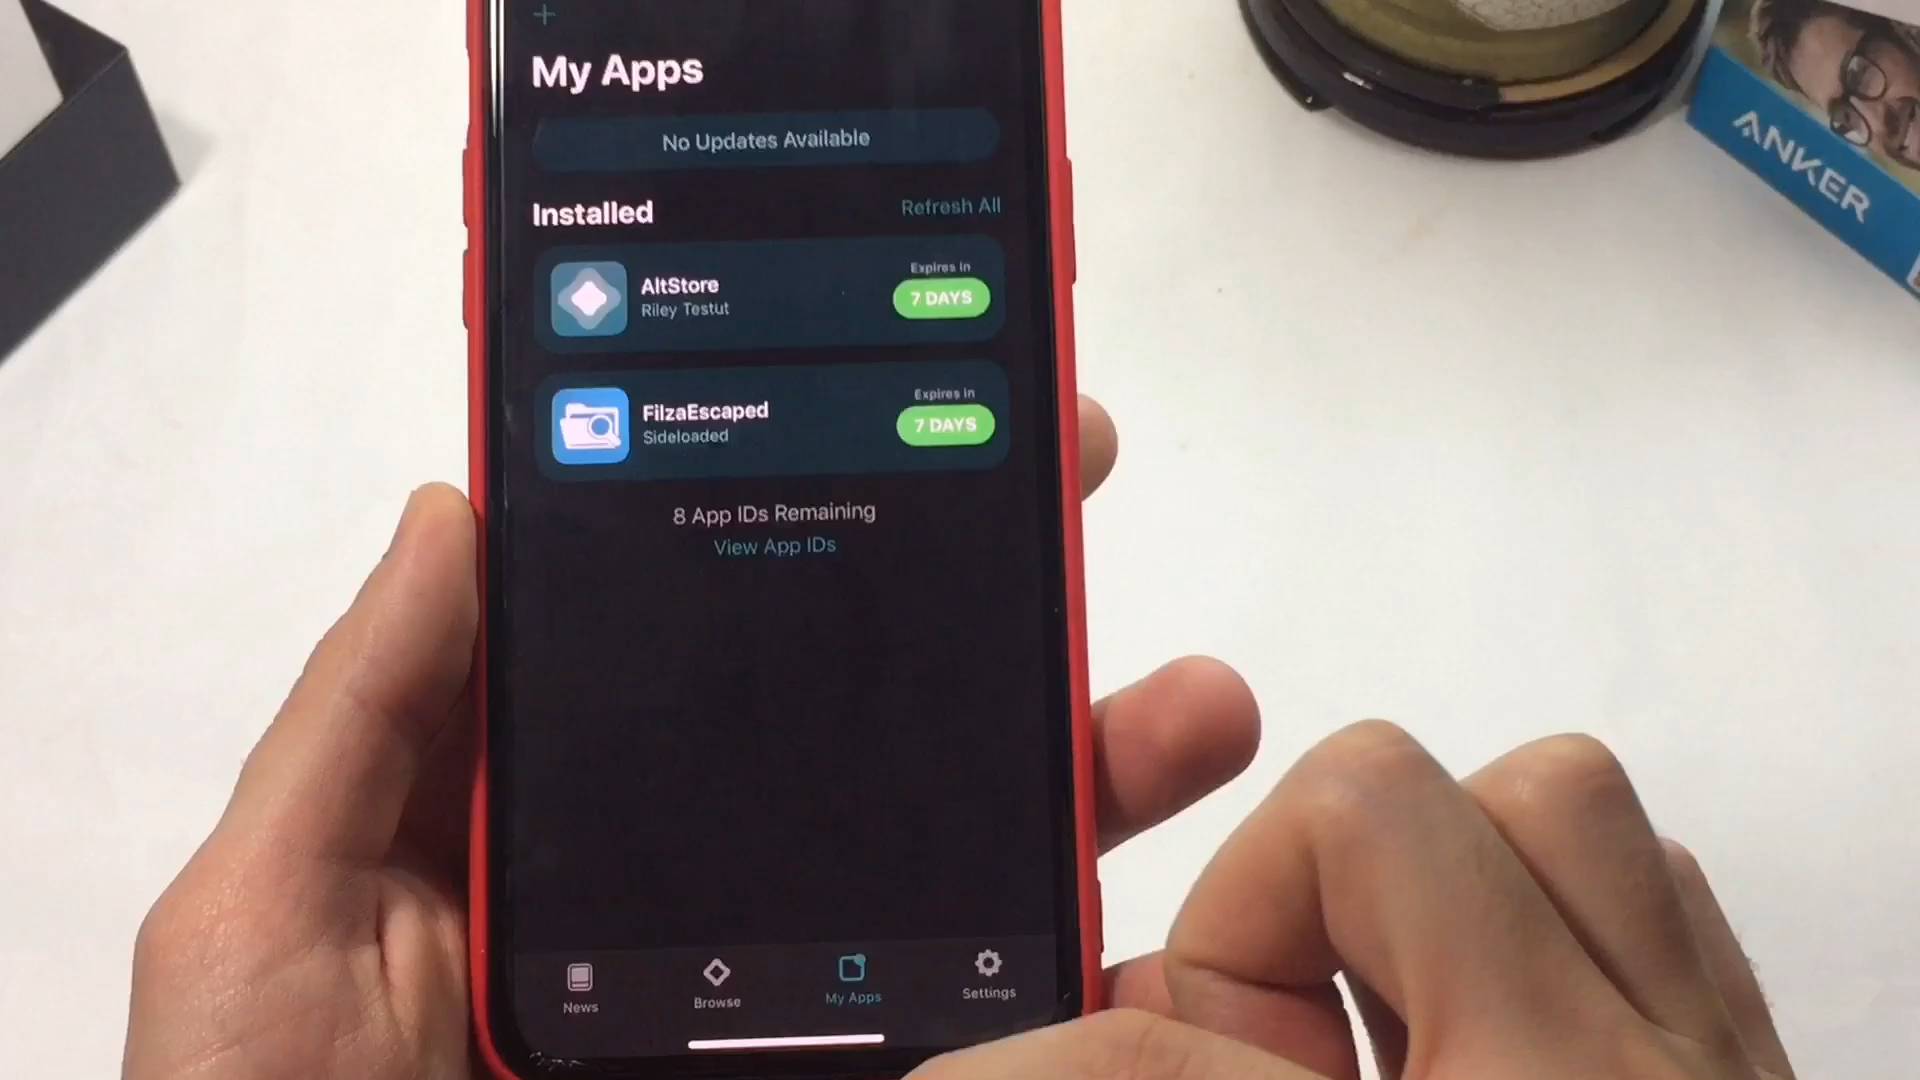 My Apps
No Updates Available
Installed
Refresh All
AltStore
Riley Testut
Expires in
7 DAYS
FilzaEscaped
Sideloaded
Expires in
7 DAYS
8 App IDs Remaining
View App IDs
News
Browse
My Apps
Settings
ANKER